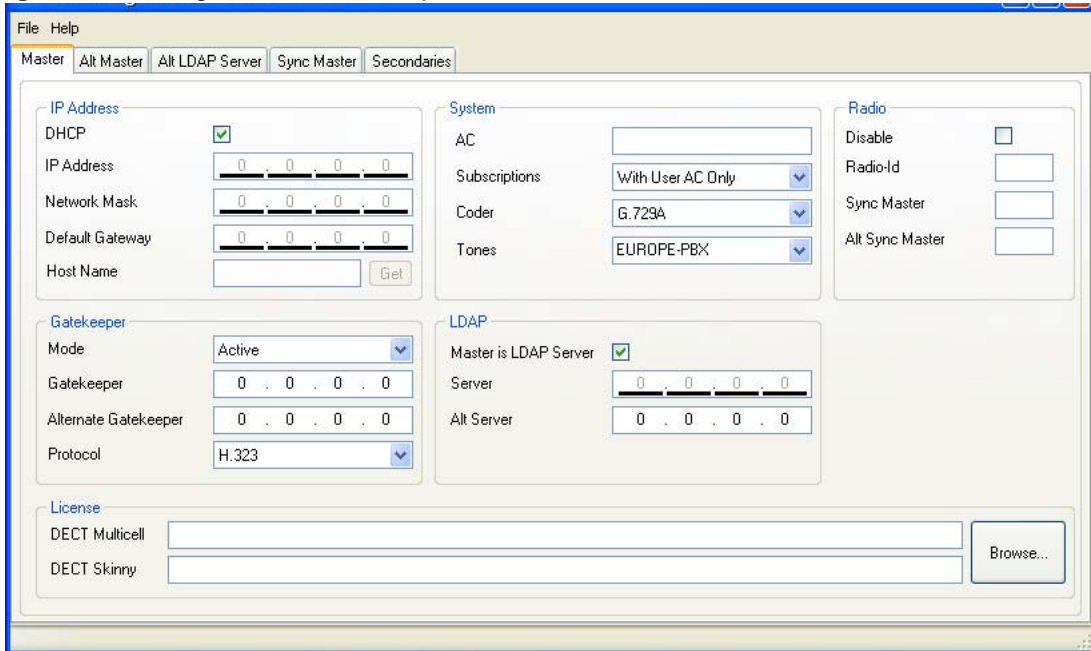 File Help
Master Alt Master Alt LDAP Server Sync Master Secondaries
IP Address
DHCP
IP Address 0 . 0 . 0 . 0
Network Mask 0 . 0 . 0 . 0
Default Gateway 0 . 0 . 0 . 0
Host Name Get
System
AC
Subscriptions With User AC Only
Coder G.729A
Tones EUROPE-PBX
Radio
Disable
Radio-Id
Sync Master
Alt Sync Master
Gatekeeper
Mode Active
Gatekeeper 0 . 0 . 0 . 0
Alternate Gatekeeper 0 . 0 . 0 . 0
Protocol H.323
LDAP
Master is LDAP Server
Server 0 . 0 . 0 . 0
Alt Server 0 . 0 . 0 . 0
License
DECT Multicell
DECT Skinny
Browse...